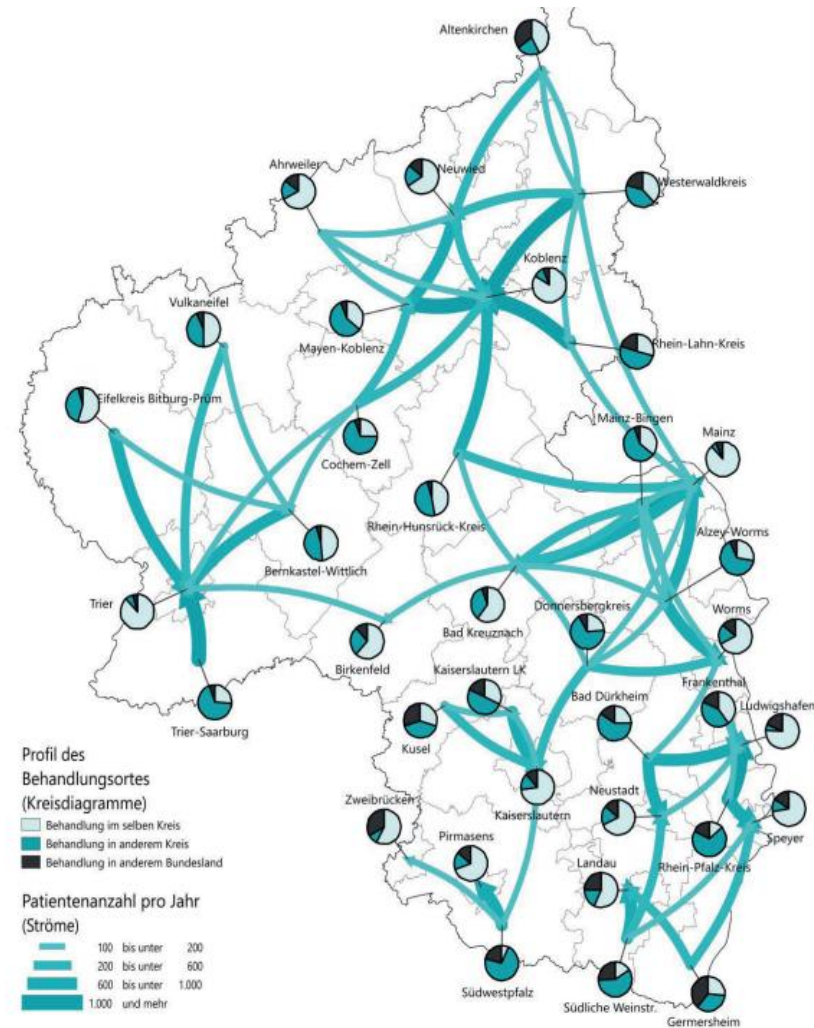 Altenkirchen
Ahrweiler
Neuwied
Westerwaldkreis
Koblenz
Vulkaneifel
Mayen-Koblenz
Rhein-Lahn-Kreis
Eifelkreis Bitburg-Prüm
Mainz-Bingen
Mainz
Cochem-Zell
Rhein-Hunsrück-Kreis
Alzey-Worms
Bernkastel-Wittlich
Trier
Bad Kreuznach
Donnersbergkreis
Worms
Birkenfeld
Kaiserslautern LK
Frankenthal
Bad Dürkheim
Ludwigshafen
Trier-Saarburg
Kusel
Profil des
Behandlungsortes
(Kreisdiagramme)
Behandlung im selben Kreis
Behandlung in anderem Kreis
Behandlung in anderem Bundesland
Zweibrücken
Kaiserslautern
Neustadt
Pirmasens
Speyer
Rhein-Pfalz-Kreis
Landau
Patientenanzahl pro Jahr
(Ströme)
100 bis unter 200
200 bis unter 600
600 bis unter 1.000
1.000 und mehr
Südwestpfalz
Südliche Weinstr.
Germersheim